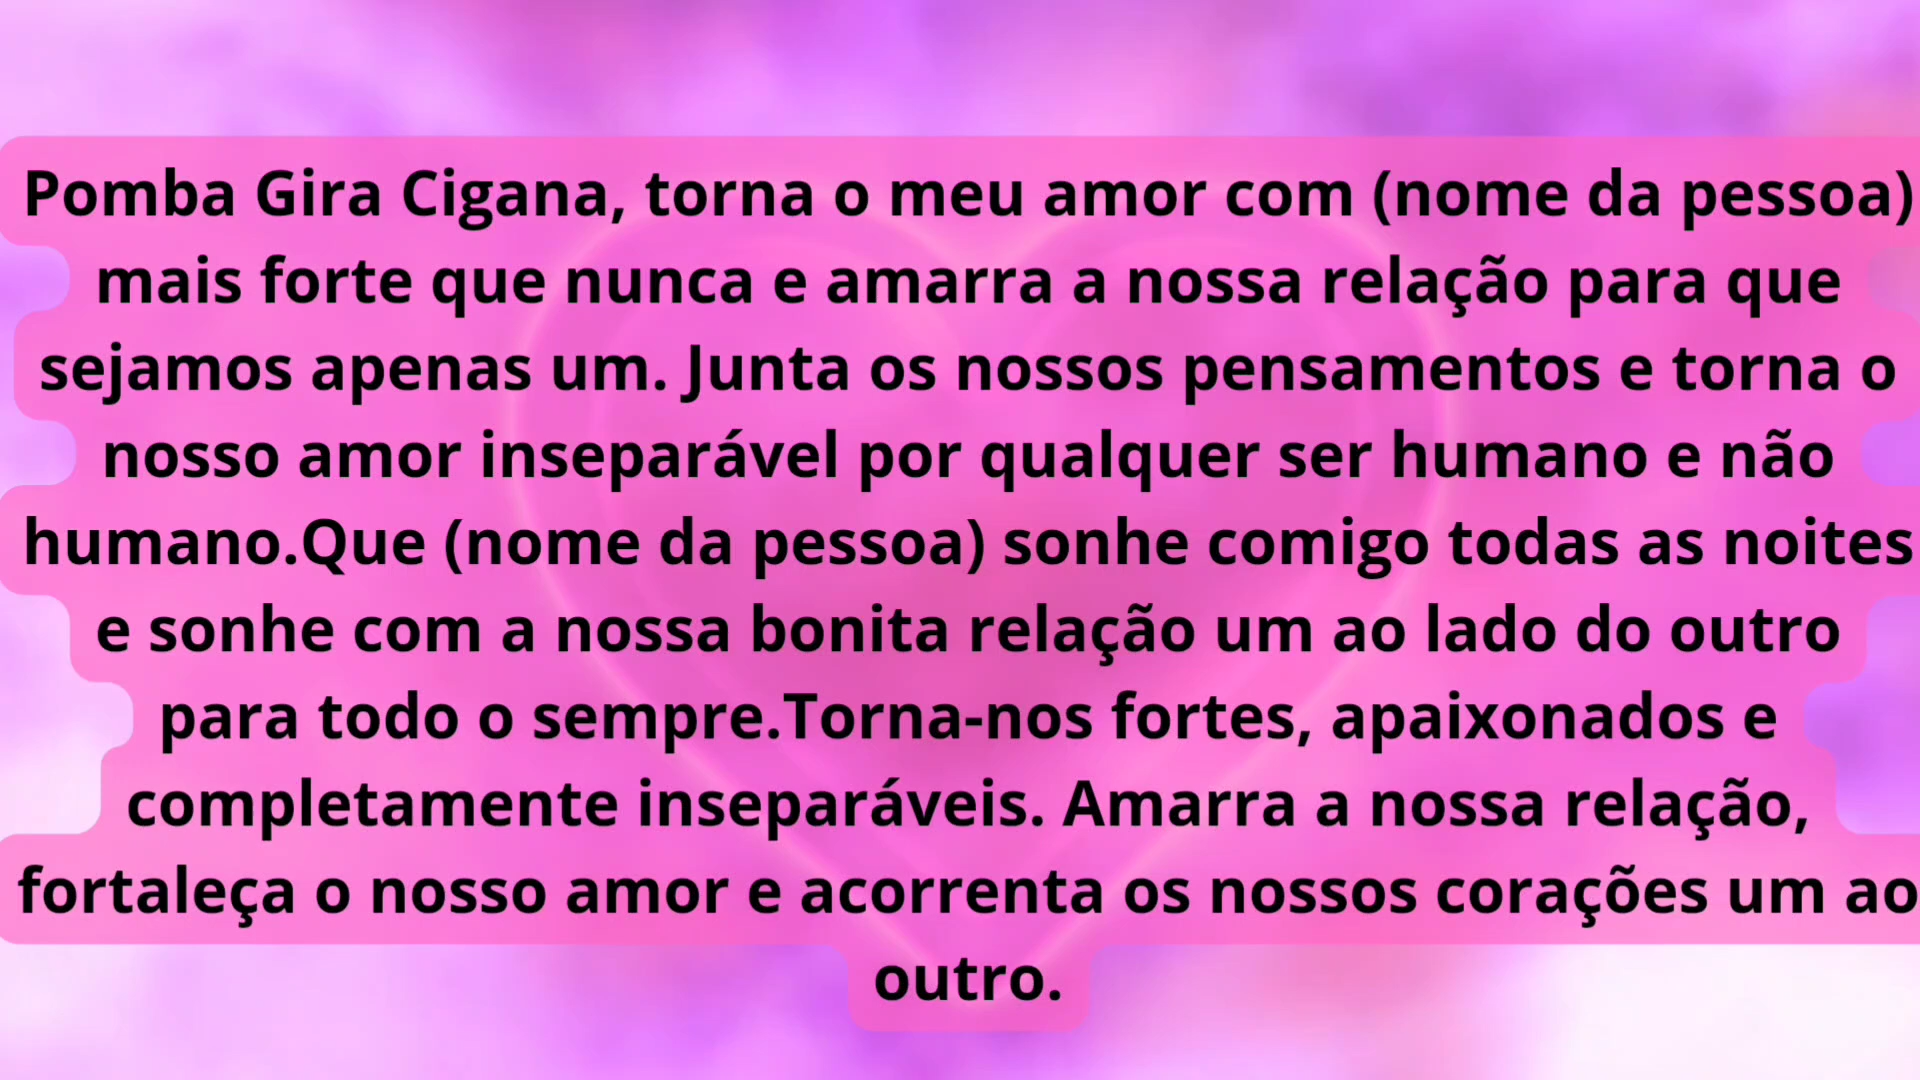 Pomba Gira Cigana, torna o meu amor com (nome da pessoa)
mais forte que nunca e amarra a nossa relação para que
sejamos apenas um. Junta os nossos pensamentos e torna o
nosso amor inseparável por qualquer ser humano e não
humano.Que (nome da pessoa) sonhe comigo todas as noites
e sonhe com a nossa bonita relação um ao lado do outro
para todo o sempre.Torna-nos fortes, apaixonados e
completamente inseparáveis. Amarra a nossa relação,
fortaleça o nosso amor e acorrenta os nossos corações um ao
outro.